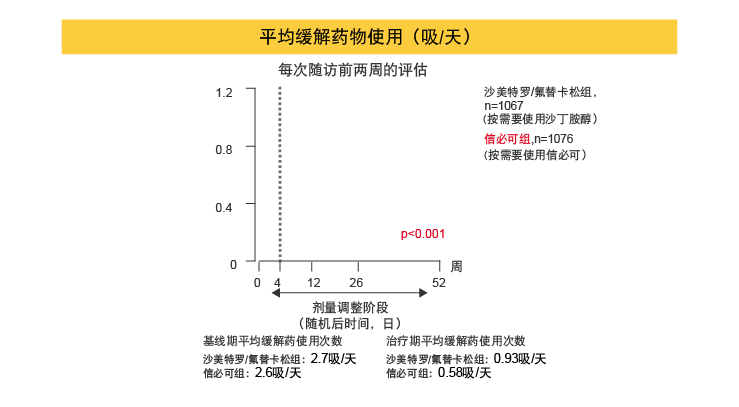 平均缓解药物使用（吸/天）
每次随访前两周的评估
1.2
0.8
0.4
0
沙美特罗/氟替卡松组，
n=1067
（按需要使用沙丁胺醇）
信必可组,n=1076
（按需要使用信必可）
p<0.001
0 4 12 26 52 周
剂量调整阶段
（随机后时间，日）
基线期平均缓解药使用次数
沙美特罗/氟替卡松组：2.7吸/天
信必可组：2.6吸/天
治疗期平均缓解药使用次数
沙美特罗/氟替卡松组：0.93吸/天
信必可组：0.58吸/天